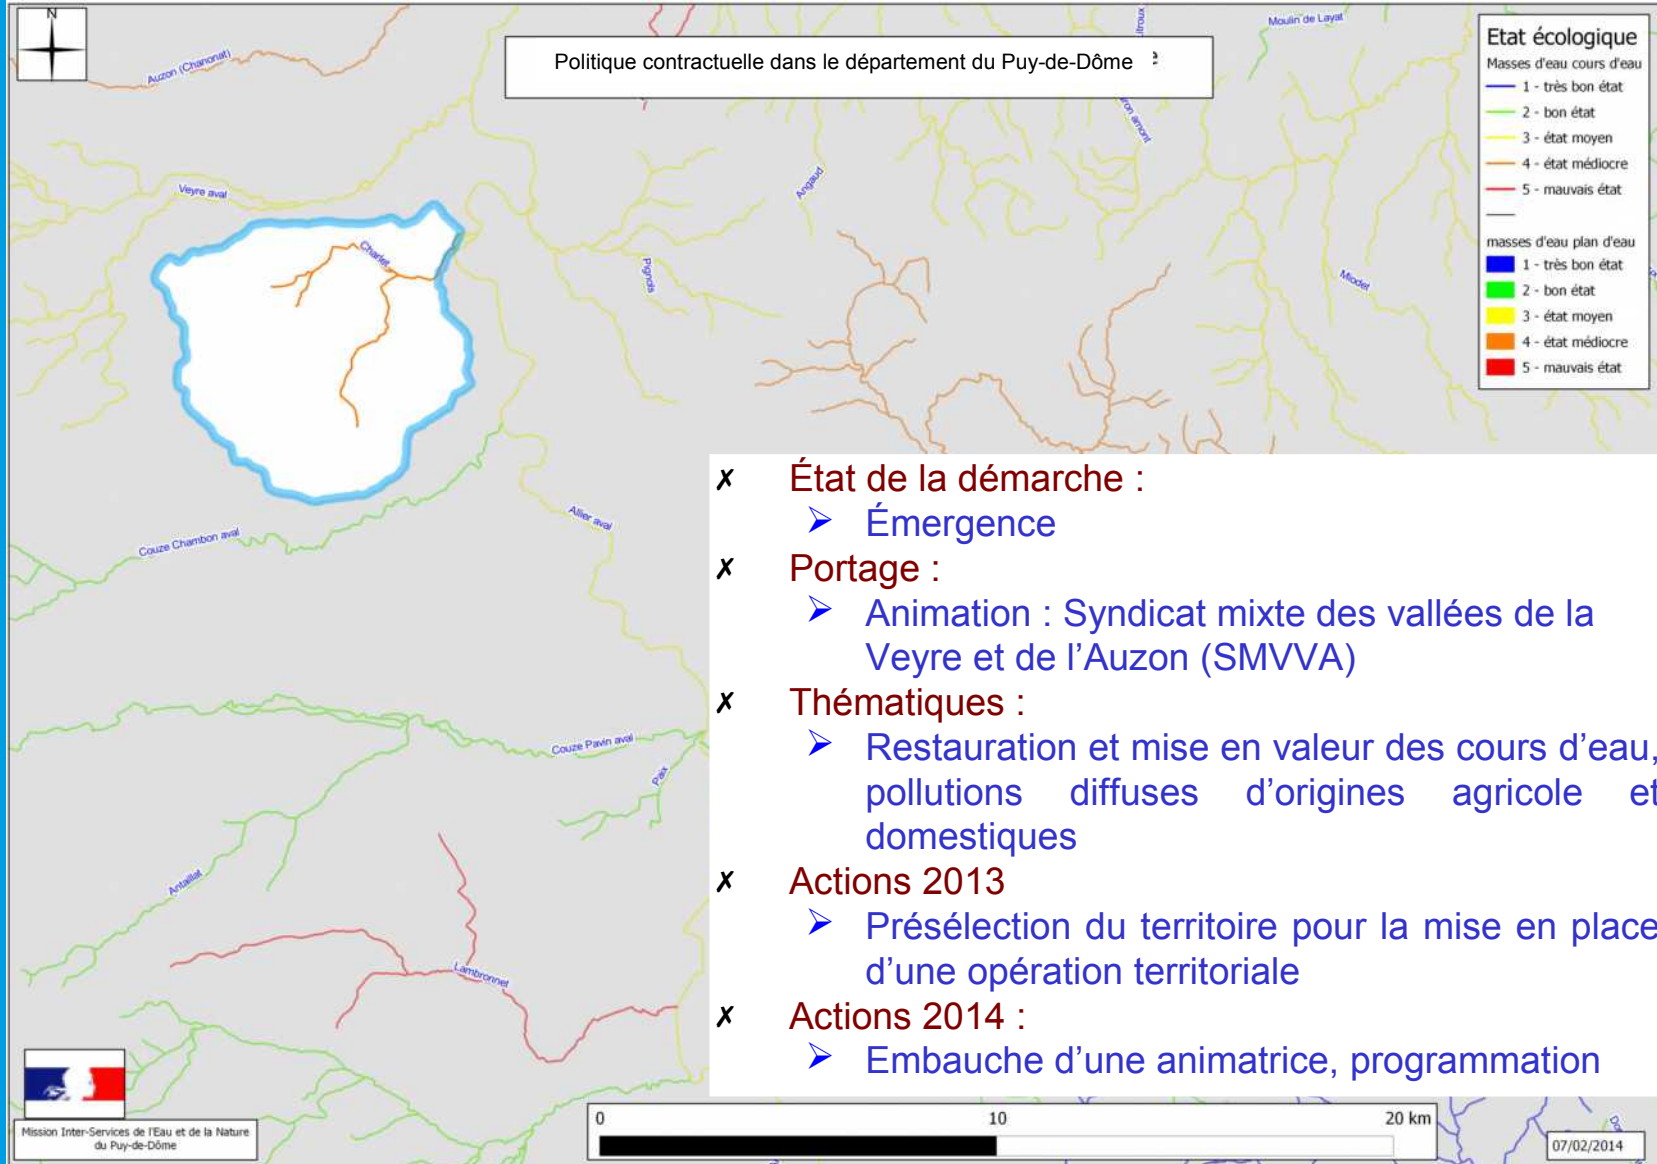 N
Auzon (Chanonat)
Politique contractuelle dans le département du Puy-de-Dôme
Moulin de Layat
Etat écologique
Masses d'eau cours d'eau
1 - très bon état
2 - bon état
3 - état moyen
4 - état médiocre
5 - mauvais état
masses d'eau plan d'eau
1 - très bon état
2 - bon état
3 - état moyen
4 - état médiocre
5 - mauvais état
Veyre aval
Charlet
Angaud
Pignols
Miodet
Allier aval
Couze Chambon aval
Couze Pavin aval
Paix
Antaillat
Lambronnet
✗ État de la démarche :
➢ Émergence
✗ Portage :
➢ Animation : Syndicat mixte des vallées de la
Veyre et de l'Auzon (SMVVA)
✗ Thématiques :
➢ Restauration et mise en valeur des cours d'eau,
pollutions diffuses d'origines agricole et
domestiques
✗ Actions 2013
➢ Présélection du territoire pour la mise en place
d'une opération territoriale
✗ Actions 2014 :
➢ Embauche d'une animatrice, programmation
Mission Inter-Services de l'Eau et de la Nature
du Puy-de-Dôme
0 10 20 km
07/02/2014